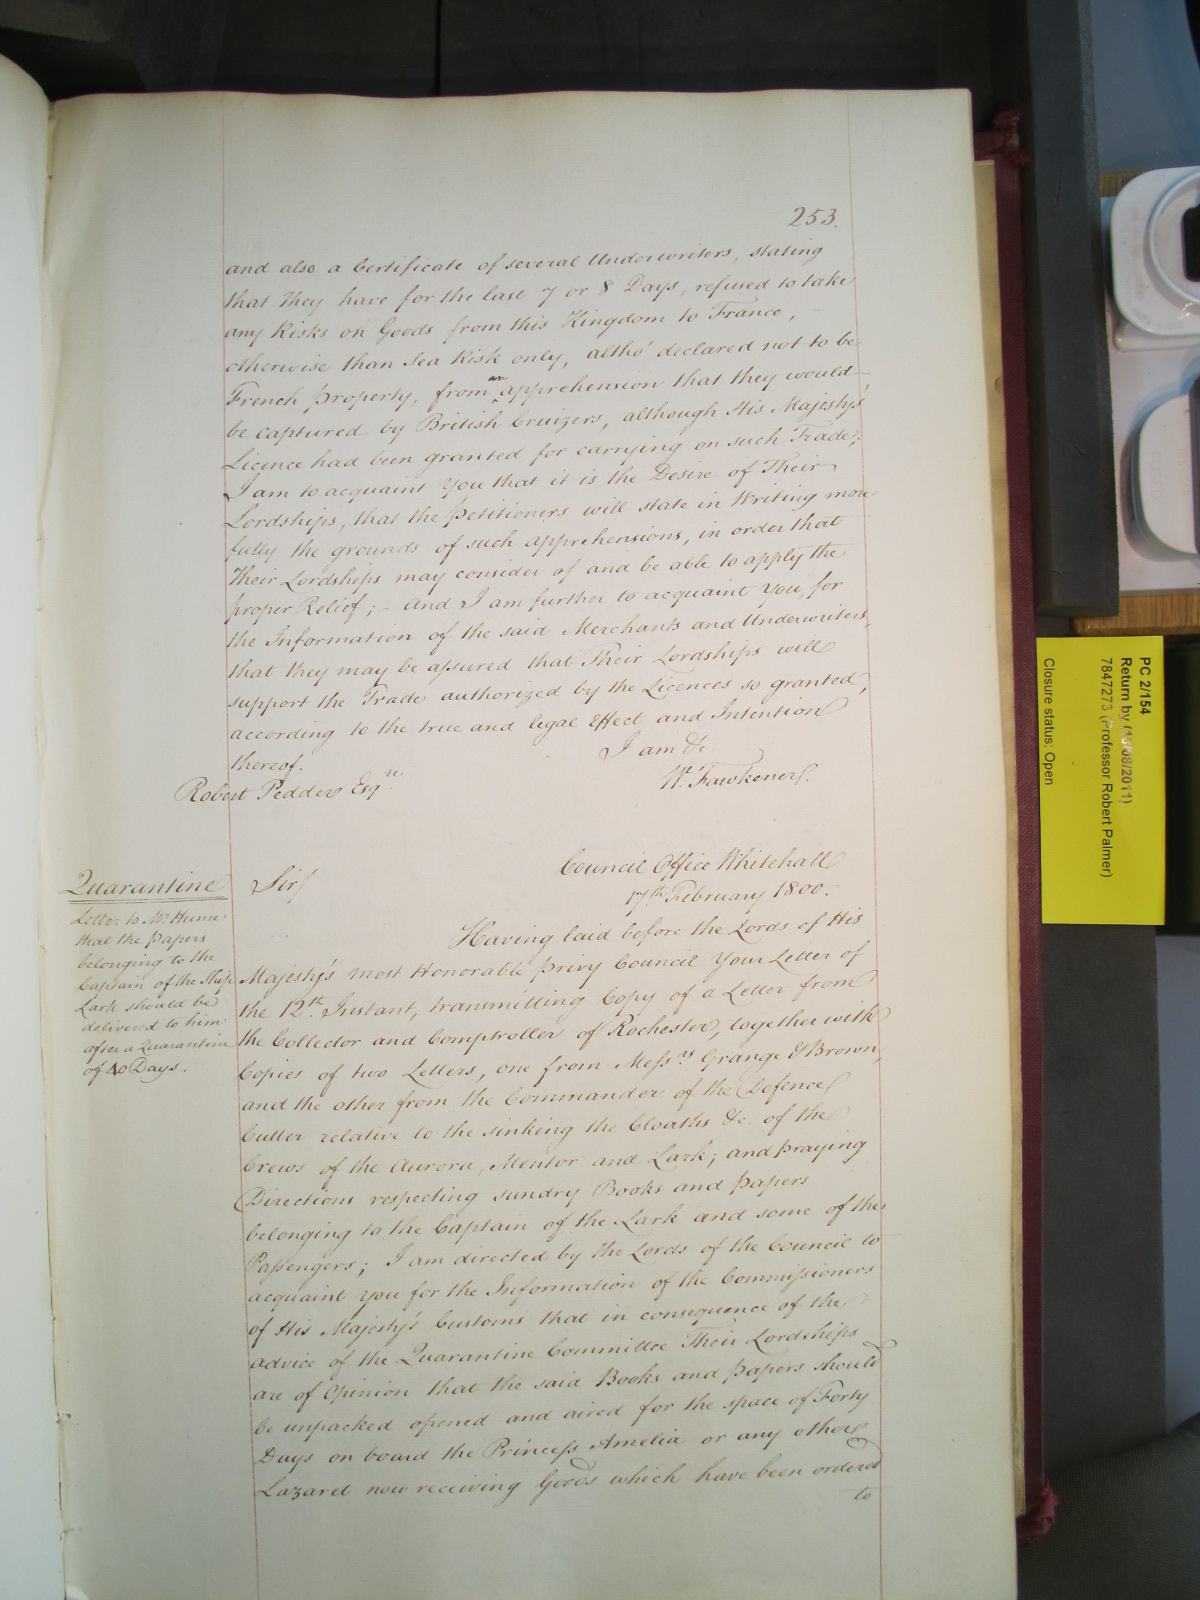 253.
and also a Certificate of several Underwriters, stating
that they have for the last 7 or 8 Days, refused to take
any Risks on Goods from this Kingdom to France, -
otherwise than Sea Risk only, altho' declared not to be
French property, from an apprehension that they would
be captured by British Cruizers, although His Majesty's
Licence had been granted for carrying on such Trade;
I am to acquaint You that it is the Desire of Their
Lordships, that the Petitioners will state in Writing more
fully the grounds of such apprehensions, in order that
Their Lordships may consider of and be able to apply the
proper Relief; - and I am further to acquaint You, for
the Information of the said Merchants and Underwriters,
that they may be assured that Their Lordships will
support the Trade authorized by the Licences so granted,
according to the true and legal Effect and Intention
thereof.
I am &c.
Wm. Fawkener.
Robert Pedder Esqre.
Council Office Whitehall
17th February 1800.
Quarantine
Letter to Mr. Hume
that the Papers
belonging to the
Captain of the Ship
Lark should be
delivered to him
after a Quarantine
of 40 Days.
Sir/
Having laid before the Lords of His
Majesty's most Honorable Privy Council Your Letter of
the 12th. Instant, transmitting Copy of a Letter from
the Collector and Comptroller of Rochester, together with
Copies of two Letters, one from Messrs Grange & Brown,
and the other from the Commander of the Defence
Cutter relative to the sinking the Cloaths &c. of the
Crews of the Aurora, Mentor and Lark; and praying
Directions respecting sundry Books and Papers
belonging to the Captain of the Lark and some of the
Passengers; I am directed by the Lords of the Council to
acquaint You for the Information of the Commissioners
of His Majesty's Customs that in consequence of the
advice of the Quarantine Committee Their Lordships
are of Opinion that the said Books and Papers should
be unpacked opened and aired for the space of Forty
Days on board the Princess Amelia or any other
Lazaret now receiving Goods which have been ordered
to
PC 2/154
Return by (13/08/2011)
7847273 (Professor Robert Palmer)
Closure status: Open